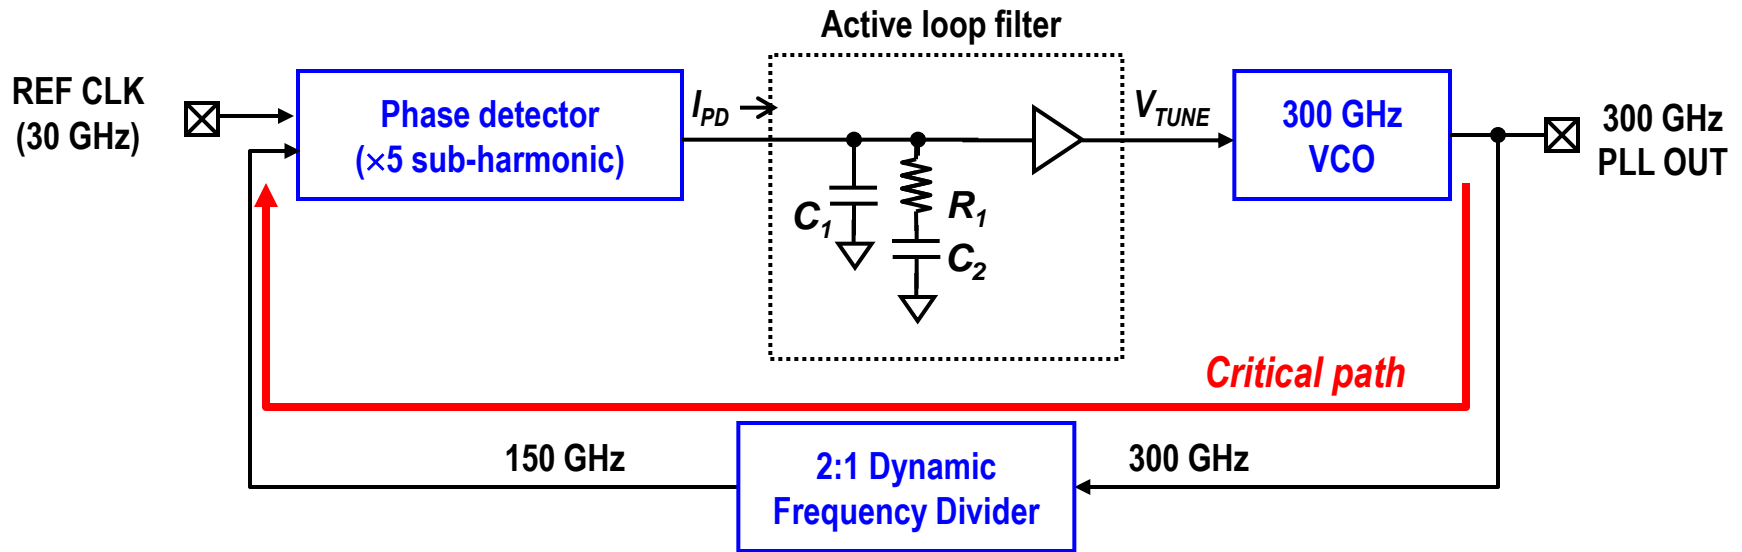 Active loop filter
REF CLK
(30 GHz)
Phase detector
(×5 sub-harmonic)
I_PD
C_1
R_1
C_2
V_TUNE
300 GHz
VCO
300 GHz
PLL OUT
Critical path
150 GHz
2:1 Dynamic
Frequency Divider
300 GHz